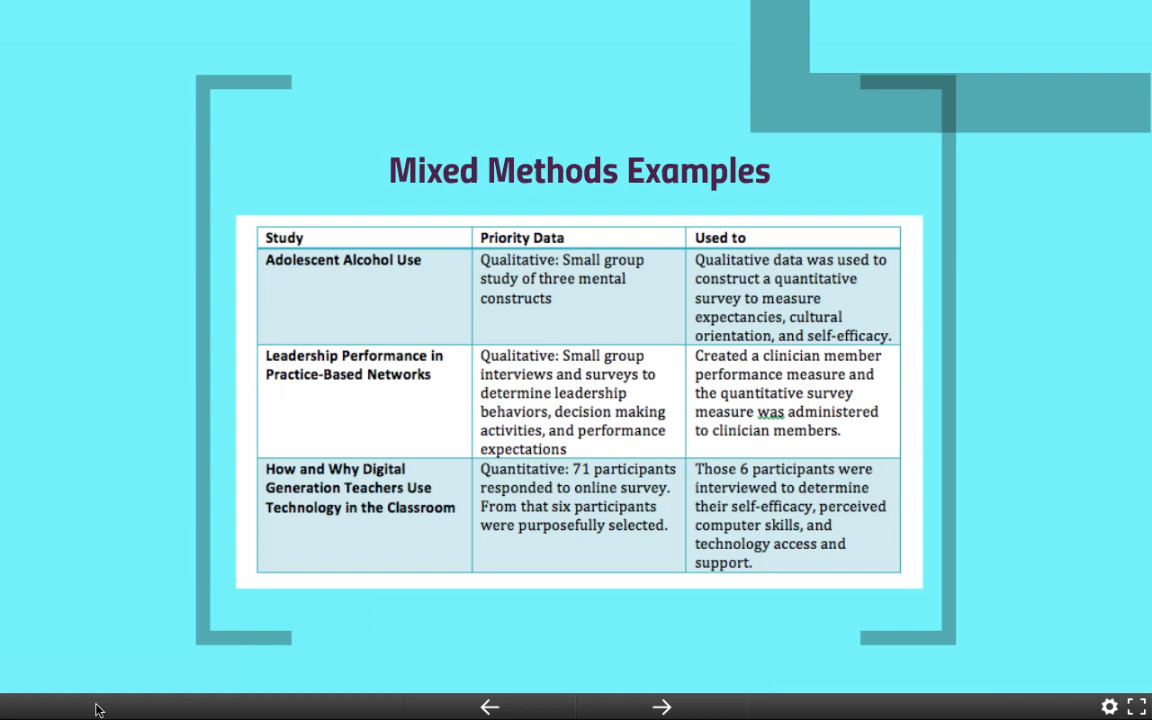 Mixed Methods Examples
Study
Priority Data
Used to
Adolescent Alcohol Use
Qualitative: Small group
study of three mental
constructs
Qualitative data was used to
construct a quantitative
survey to measure
expectancies, cultural
orientation, and self-efficacy.
Leadership Performance in
Practice-Based Networks
Qualitative: Small group
interviews and surveys to
determine leadership
behaviors, decision making
activities, and performance
expectations
Created a clinician member
performance measure and
the quantitative survey
measure was administered
to clinician members.
How and Why Digital
Generation Teachers Use
Technology in the Classroom
Quantitative: 71 participants
responded to online survey.
From that six participants
were purposefully selected.
Those 6 participants were
interviewed to determine
their self-efficacy, perceived
computer skills, and
technology access and
support.